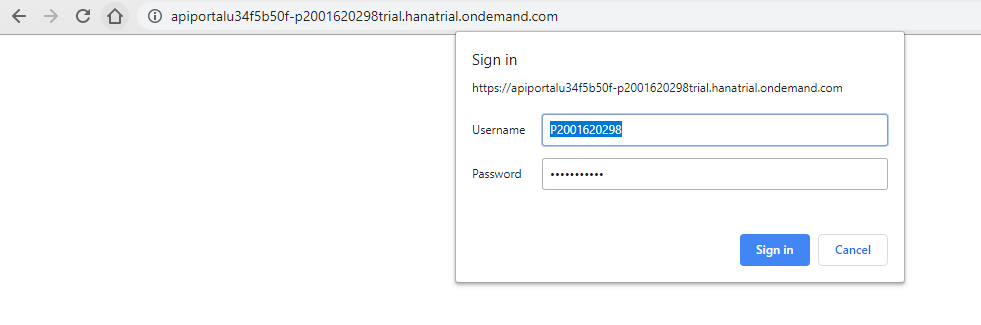 apiportalu34f5b50f-p2001620298trial.hanatrial.ondemand.com
Sign in
https://apiportalu34f5b50f-p2001620298trial.hanatrial.ondemand.com
Username P2001620298
Password •••••••••••
Sign in Cancel